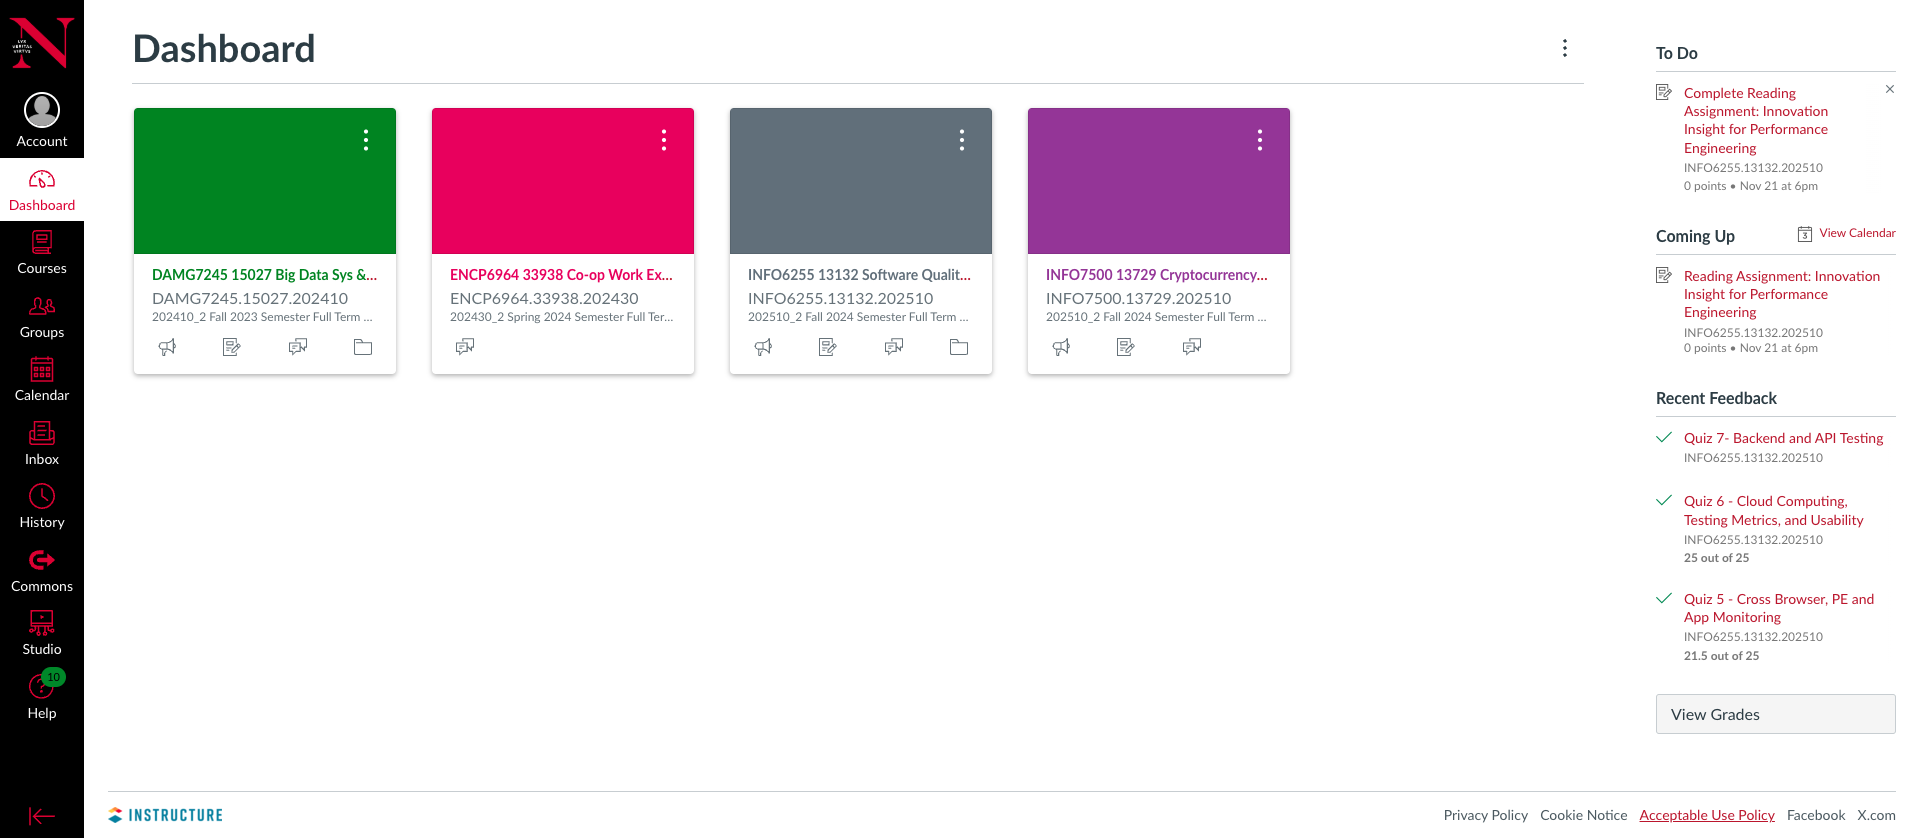 LVX
VERITAS
VIRTVS
N
Account
Dashboard
Courses
Groups
Calendar
Inbox
History
Commons
Studio
10
Help
Dashboard
DAMG7245 15027 Big Data Sys &...
DAMG7245.15027.202410
202410_2 Fall 2023 Semester Full Term ...
ENCP6964 33938 Co-op Work Ex...
ENCP6964.33938.202430
202430_2 Spring 2024 Semester Full Ter...
INFO6255 13132 Software Qualit...
INFO6255.13132.202510
202510_2 Fall 2024 Semester Full Term ...
INFO7500 13729 Cryptocurrency...
INFO7500.13729.202510
202510_2 Fall 2024 Semester Full Term ...
To Do
Complete Reading
Assignment: Innovation
Insight for Performance
Engineering
INFO6255.13132.202510
0 points • Nov 21 at 6pm
Coming Up
3 View Calendar
Reading Assignment: Innovation
Insight for Performance
Engineering
INFO6255.13132.202510
0 points • Nov 21 at 6pm
Recent Feedback
Quiz 7- Backend and API Testing
INFO6255.13132.202510
Quiz 6 - Cloud Computing,
Testing Metrics, and Usability
INFO6255.13132.202510
25 out of 25
Quiz 5 - Cross Browser, PE and
App Monitoring
INFO6255.13132.202510
21.5 out of 25
View Grades
INSTRUCTURE
Privacy Policy Cookie Notice Acceptable Use Policy Facebook X.com